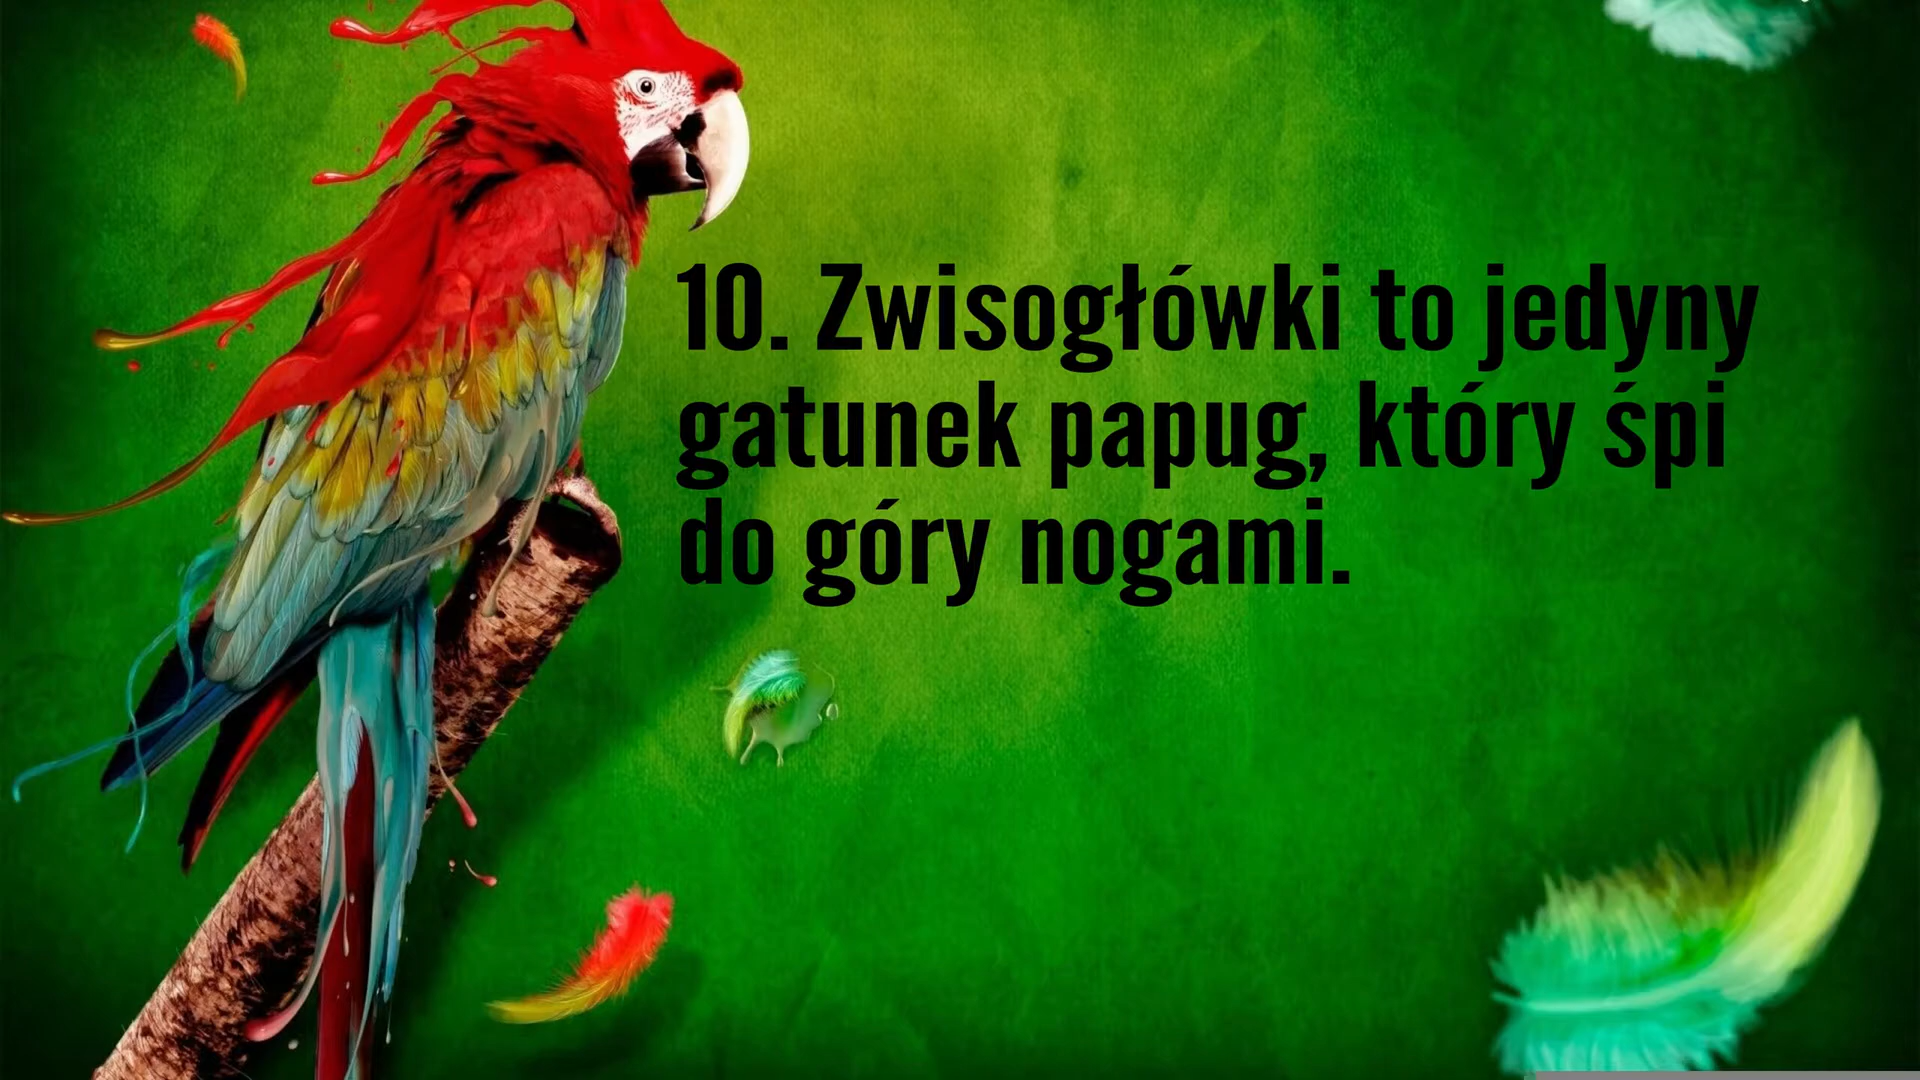 10. Zwisogłówki to jedyny
gatunek papug, który śpi
do góry nogami.